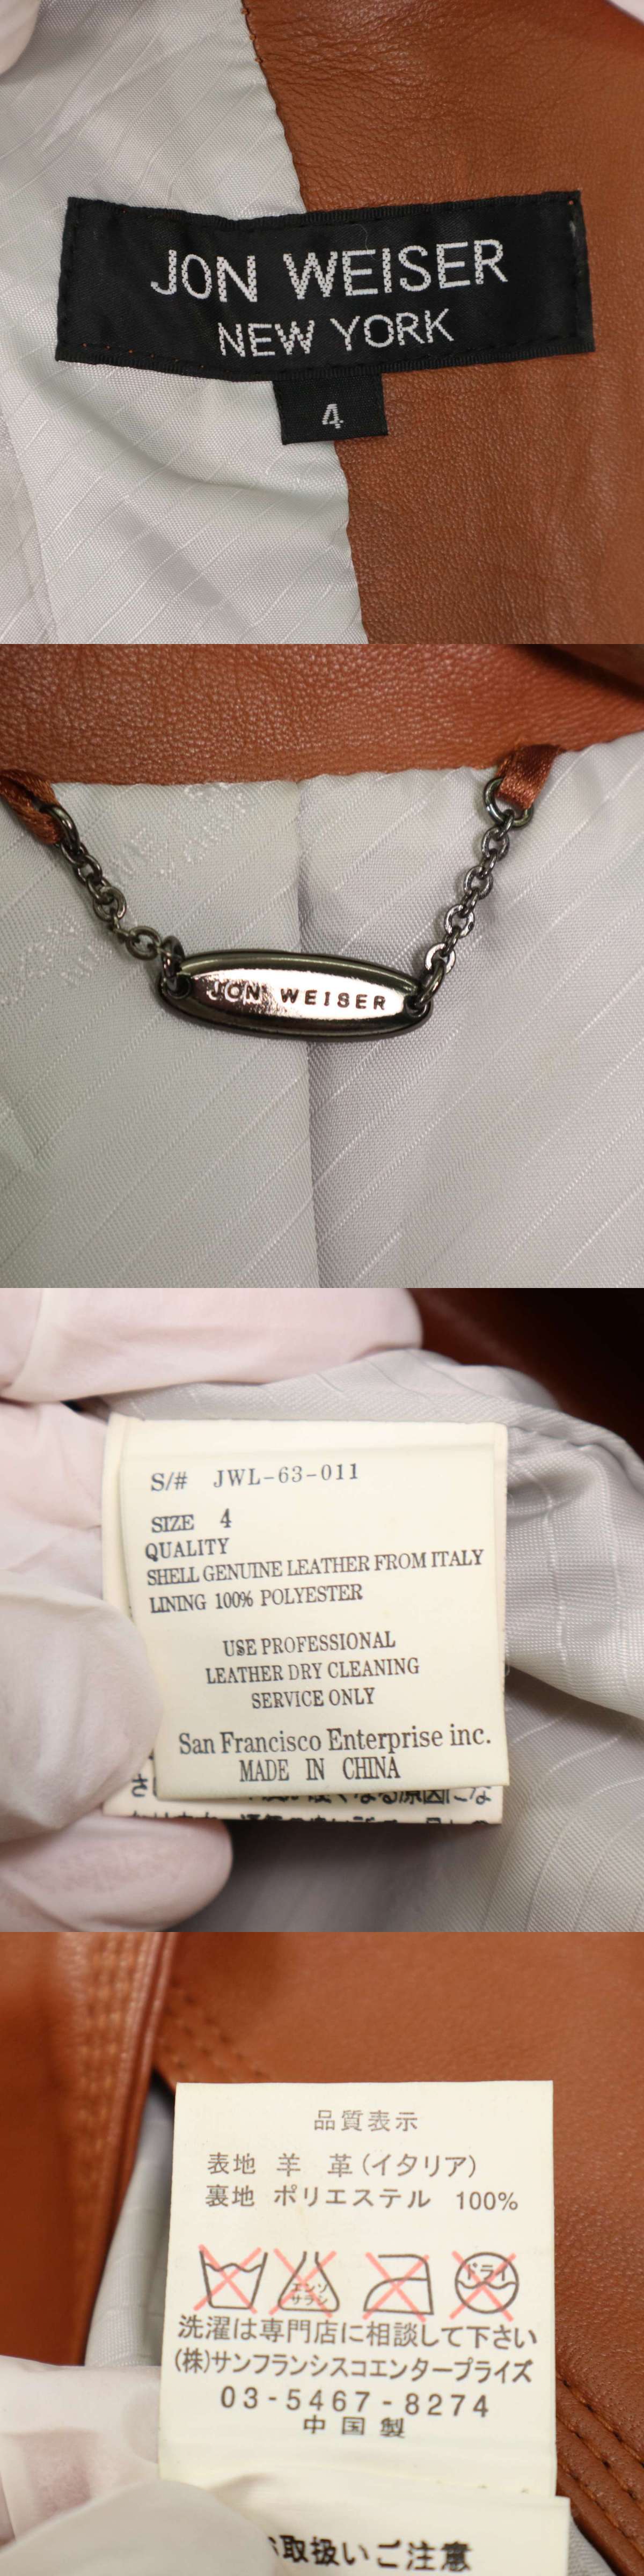 JON WEISER
NEW YORK
4
JON WEISER
S/# JWL-63-011
SIZE 4
QUALITY
SHELL GENUINE LEATHER FROM ITALY
LINING 100% POLYESTER
USE PROFESSIONAL
LEATHER DRY CLEANING
SERVICE ONLY
San Francisco Enterprise inc.
MADE IN CHINA
品質表示
表地 羊 革(イタリア)
裏地 ポリエステル 100%
エンソ
サラシ
ドライ
洗濯は専門店に相談して下さい
(株)サンフランシスコエンタープライズ
03-5467-8274
中国製
お取扱いご注意